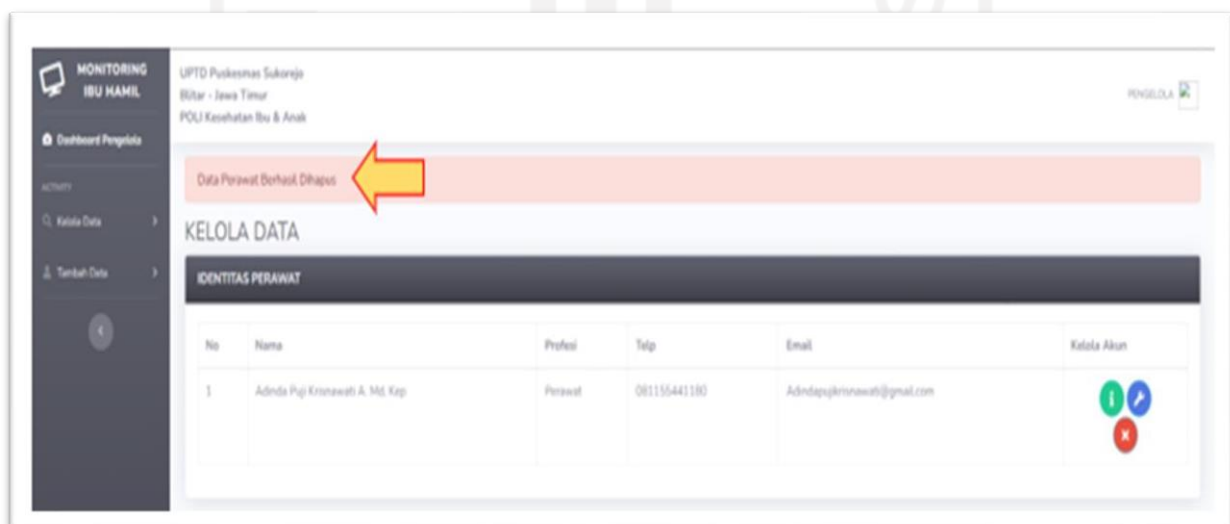 MONITORING
IBU HAMIL
Dashboard Pengelola
ACTIVITY
Kelola Data
Tambah Data
UPTD Puskesmas Sukorejo
Blitar - Jawa Timur
POLI Kesehatan Ibu & Anak
PENGELOLA
Data Perawat Berhasil Dihapus
KELOLA DATA
IDENTITAS PERAWAT
No Nama Profesi Telp Email Kelola Akun
1 Adinda Puji Krisnawati A. Md. Kep Perawat 081155441180 Adindapujikrisnawati@gmail.com